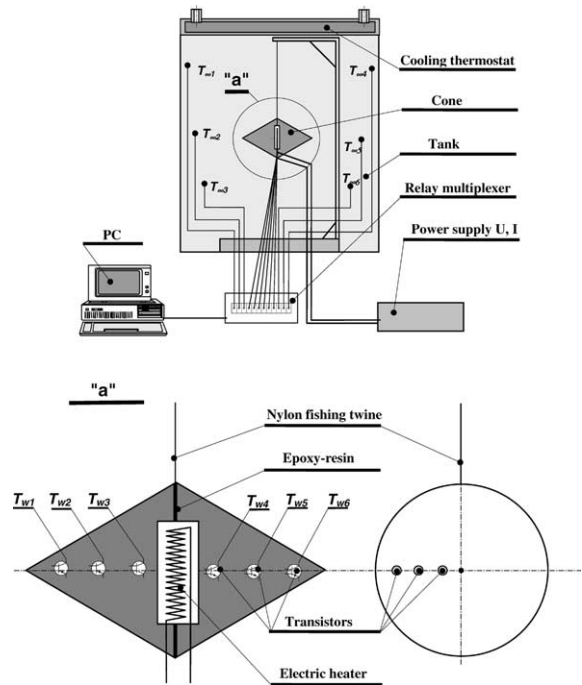 Cooling thermostat
T∞1
T∞4
"a"
Cone
T∞2
T∞5
Tank
T∞3
T∞6
Relay multiplexer
PC
Power supply U, I
"a"
Nylon fishing twine
Epoxy-resin
Tw1 Tw2 Tw3 Tw4 Tw5 Tw6
Transistors
Electric heater